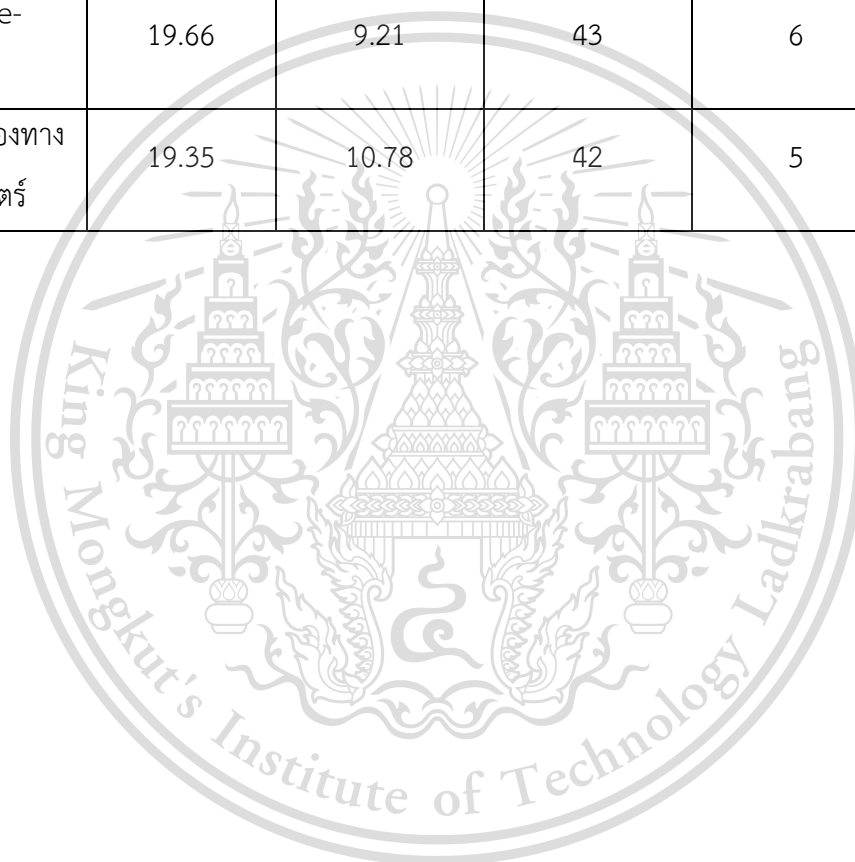 e-
19.66 9.21 43 6
องทาง
19.35 10.78 42 5
ตร์
King Mongkut's Institute of Technology Ladkrabang